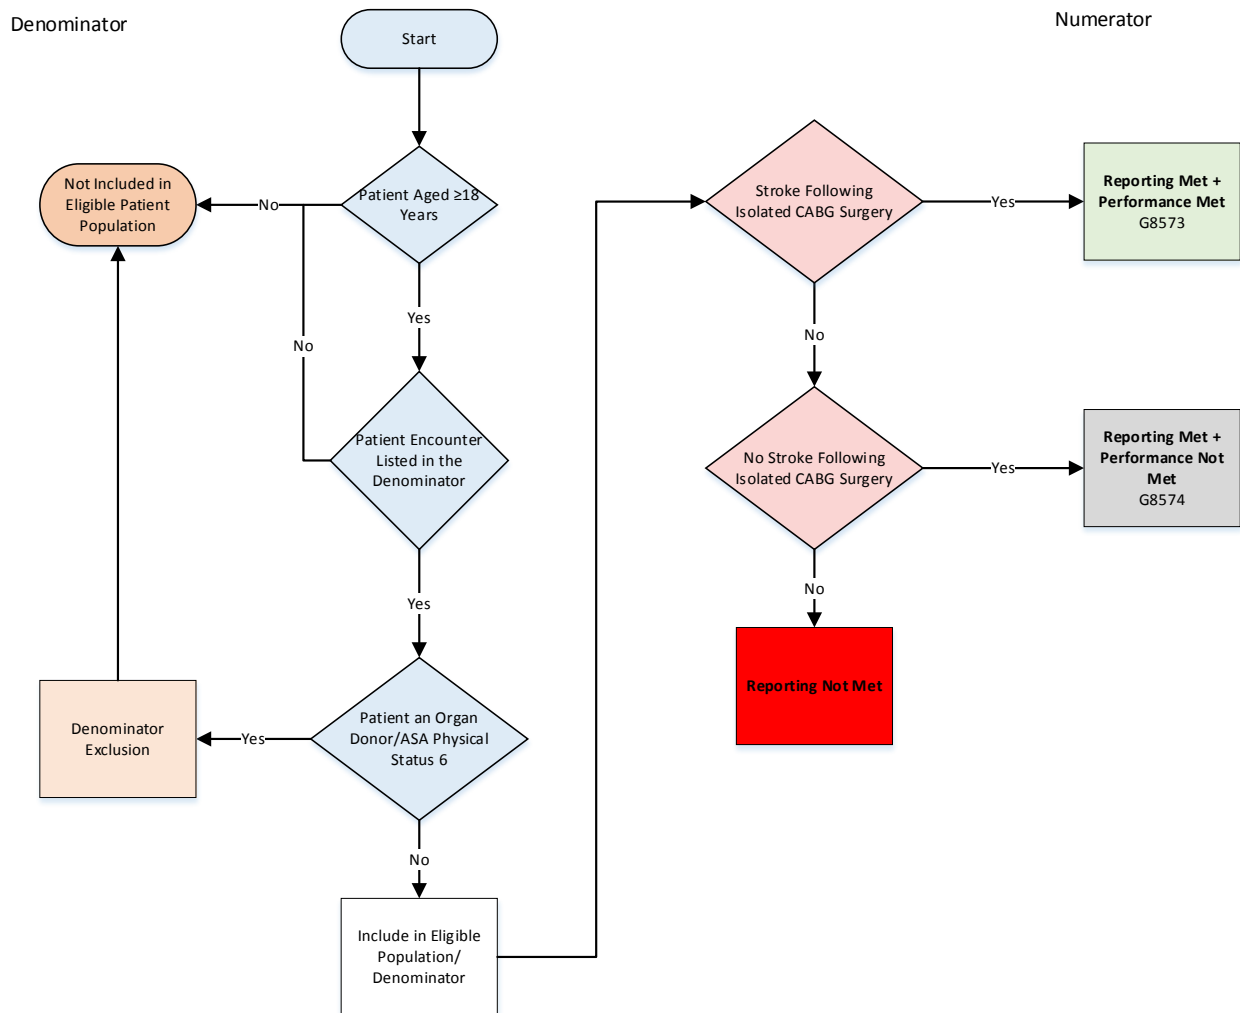 Denominator
Numerator
Start
Patient Aged ≥18
Years
No
Not Included in
Eligible Patient
Population
Yes
No
Patient Encounter
Listed in the
Denominator
Yes
Patient an Organ
Donor/ASA Physical
Status 6
Yes
Denominator
Exclusion
No
Include in Eligible
Population/
Denominator
Stroke Following
Isolated CABG Surgery
Yes
Reporting Met +
Performance Met
G8573
No
No Stroke Following
Isolated CABG Surgery
Yes
Reporting Met +
Performance Not
Met
G8574
No
Reporting Not Met